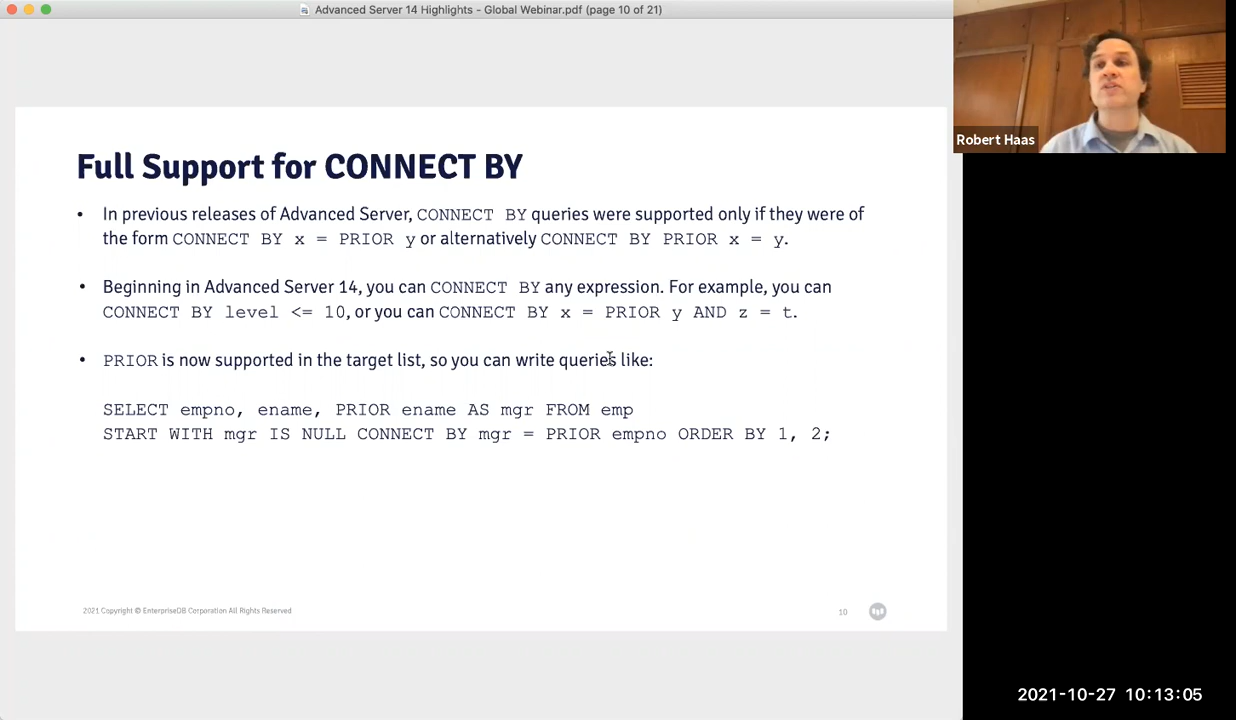 Advanced Server 14 Highlights - Global Webinar.pdf (page 10 of 21)
Robert Haas
Full Support for CONNECT BY
• In previous releases of Advanced Server, CONNECT BY queries were supported only if they were of
the form CONNECT BY x = PRIOR y or alternatively CONNECT BY PRIOR x = y.
• Beginning in Advanced Server 14, you can CONNECT BY any expression. For example, you can
CONNECT BY level <= 10, or you can CONNECT BY x = PRIOR y AND z = t.
• PRIOR is now supported in the target list, so you can write queries like:
SELECT empno, ename, PRIOR ename AS mgr FROM emp
START WITH mgr IS NULL CONNECT BY mgr = PRIOR empno ORDER BY 1, 2;
2021 Copyright © EnterpriseDB Corporation All Rights Reserved
10
2021-10-27 10:13:05